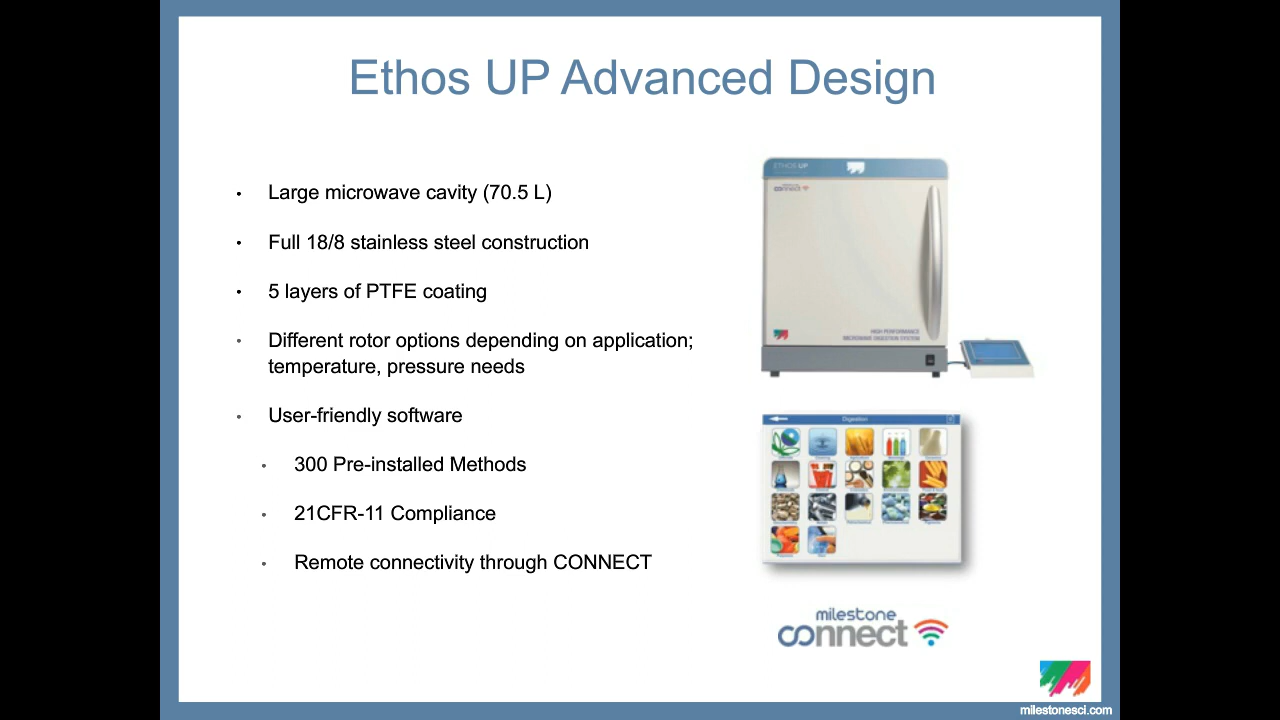 Ethos UP Advanced Design
• Large microwave cavity (70.5 L)
• Full 18/8 stainless steel construction
• 5 layers of PTFE coating
• Different rotor options depending on application;
temperature, pressure needs
• User-friendly software
• 300 Pre-installed Methods
• 21CFR-11 Compliance
• Remote connectivity through CONNECT
ETHOS UP
milestone
connect
HIGH PERFORMANCE
MICROWAVE DIGESTION SYSTEM
Digestion
milestone
connect
milestonesci.com